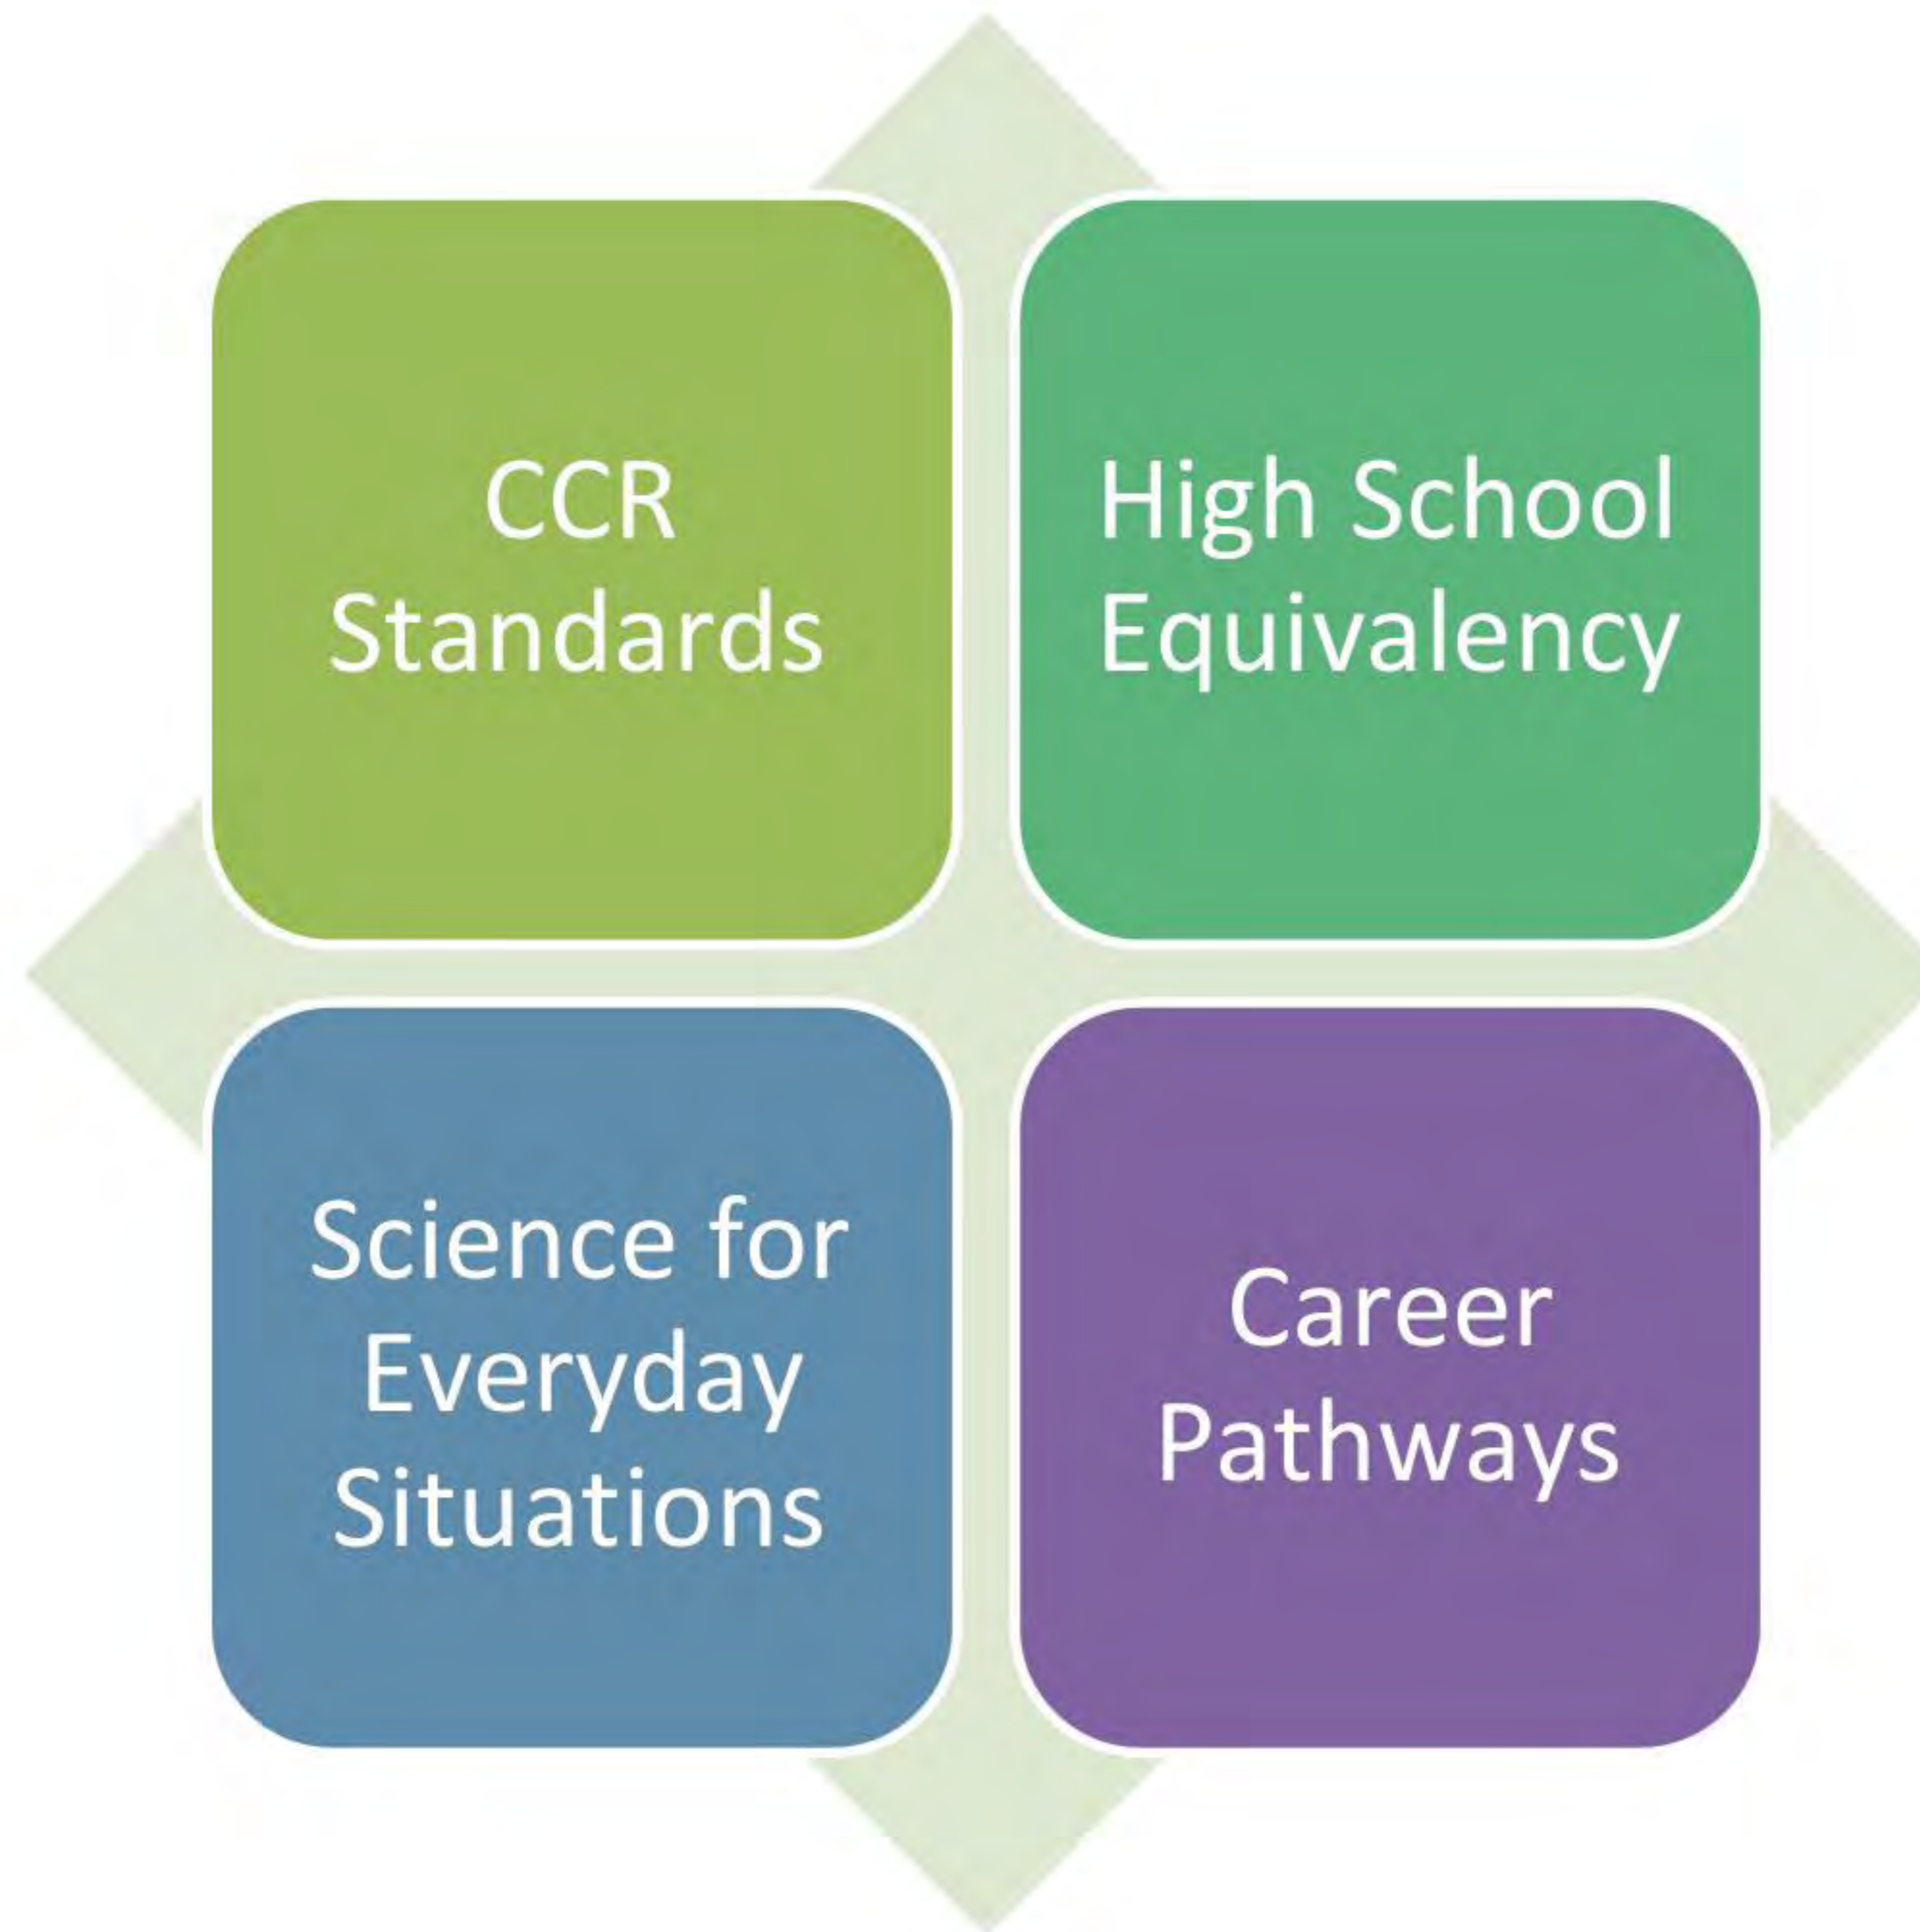 CCR
Standards
High School
Equivalency
Science for
Everyday
Situations
Career
Pathways